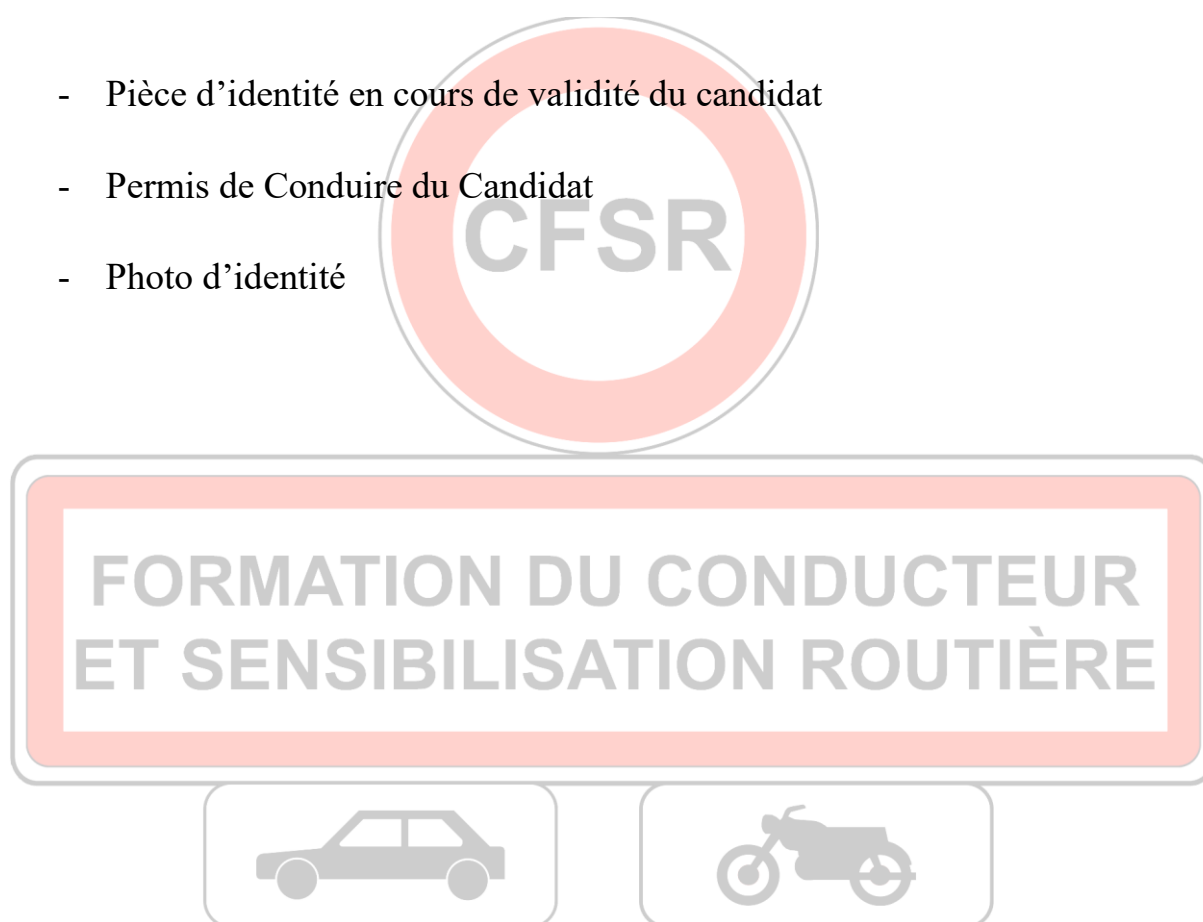 - Pièce d’identité en cours de validité du candidat
- Permis de Conduire du Candidat
- Photo d’identité
CFSR
FORMATION DU CONDUCTEUR
ET SENSIBILISATION ROUTIÈRE